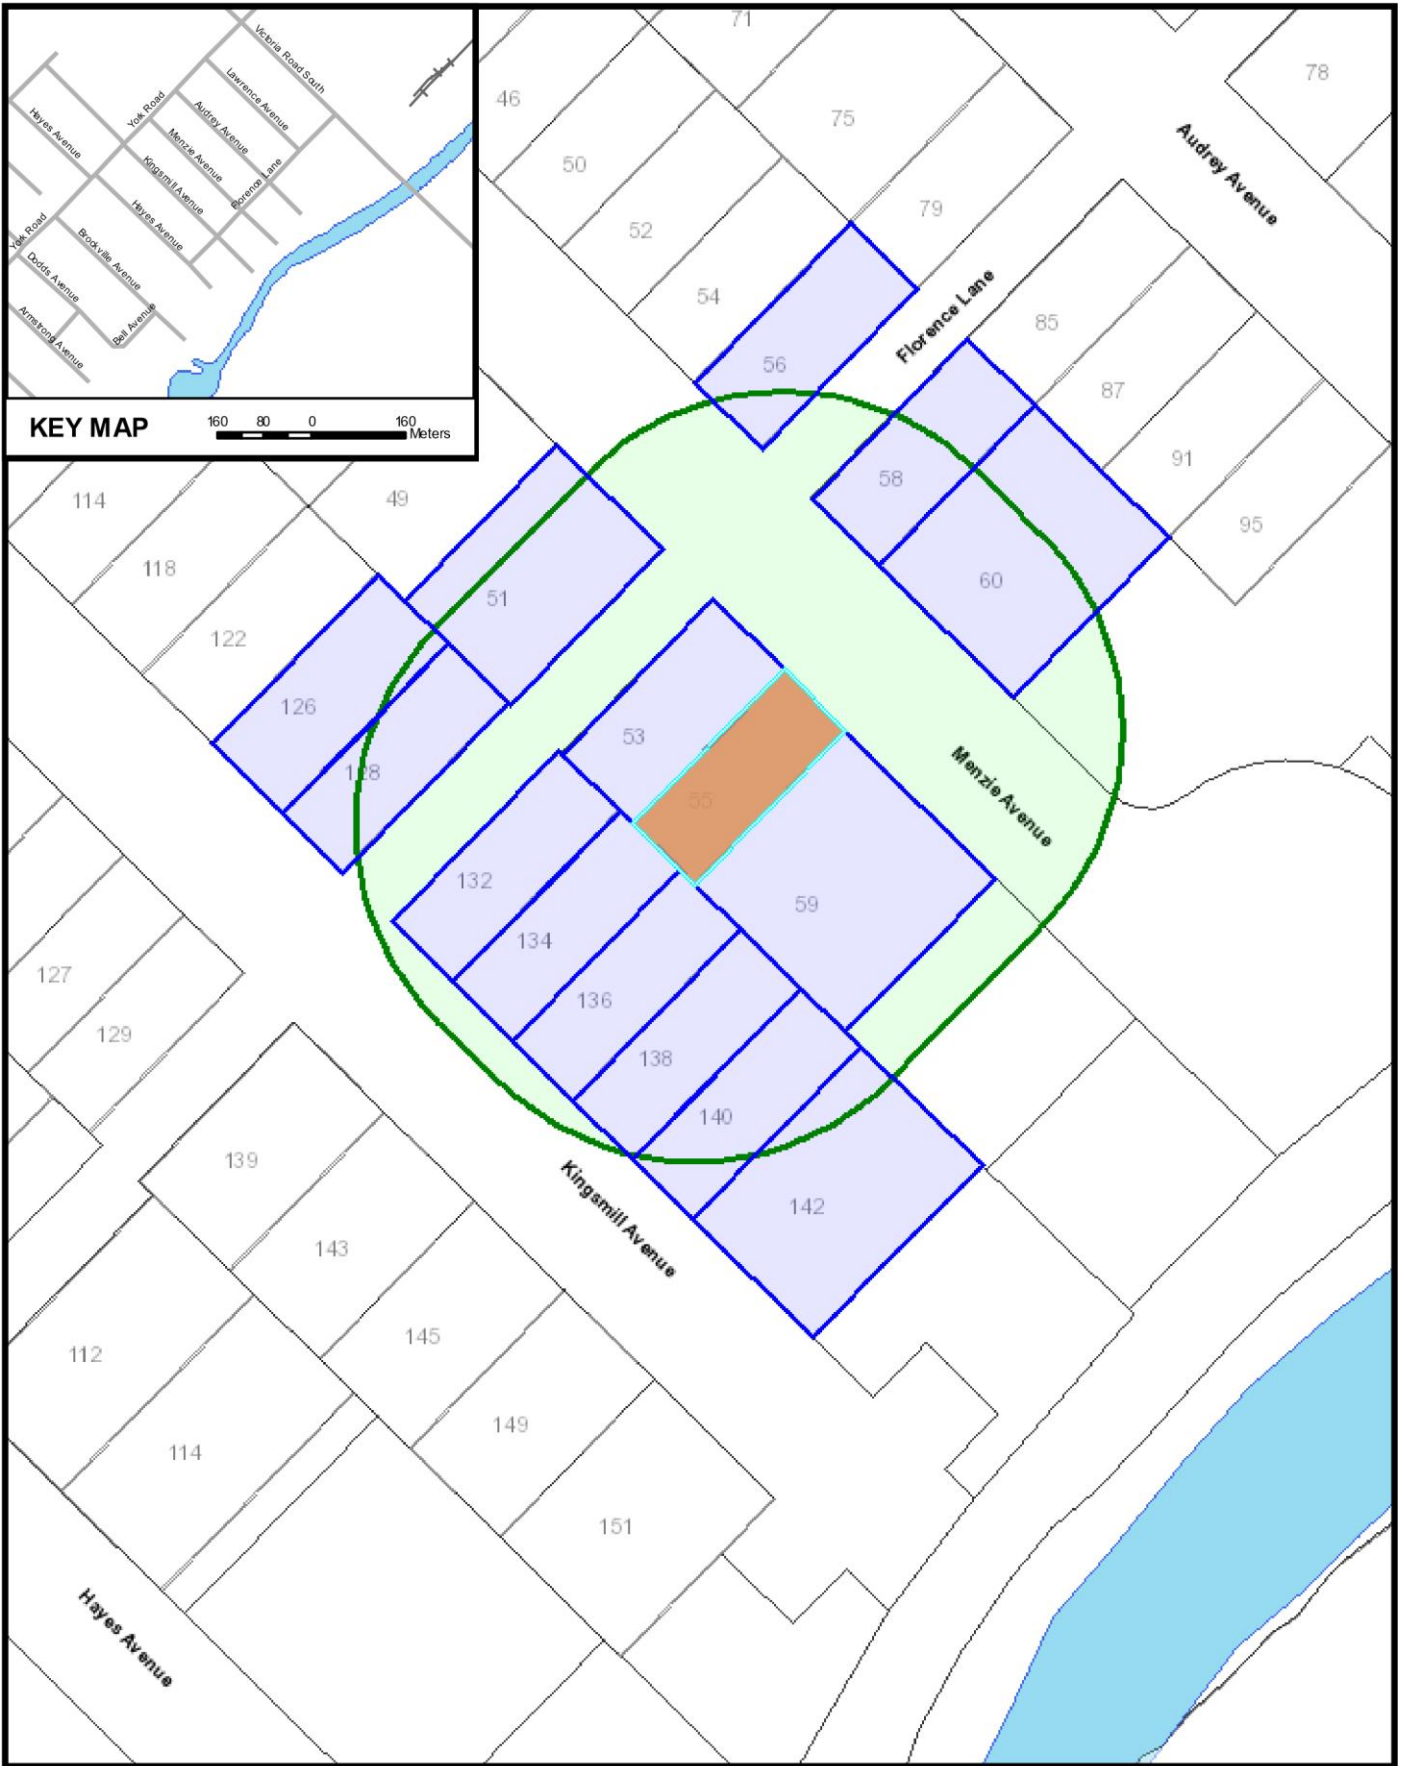 Victoria Road South
Lawrence Avenue
York Road
Audrey Avenue
Hayes Avenue
Menzie Avenue
Kingsmill Avenue
Florence Lane
Hayes Avenue
York Road
Brockville Avenue
Dodds Avenue
Bell Avenue
Armstrong Avenue
KEY MAP
160 80 0 160
Meters
71
78
46
75
Audrey Avenue
50
79
52
54
Florence Lane
85
56
87
91
58
95
49
114
118
60
51
122
126
53
128
55
Menzie Avenue
132
59
134
127
136
129
138
140
139
142
Kingsmill Avenue
143
145
112
149
114
151
Hayes Avenue